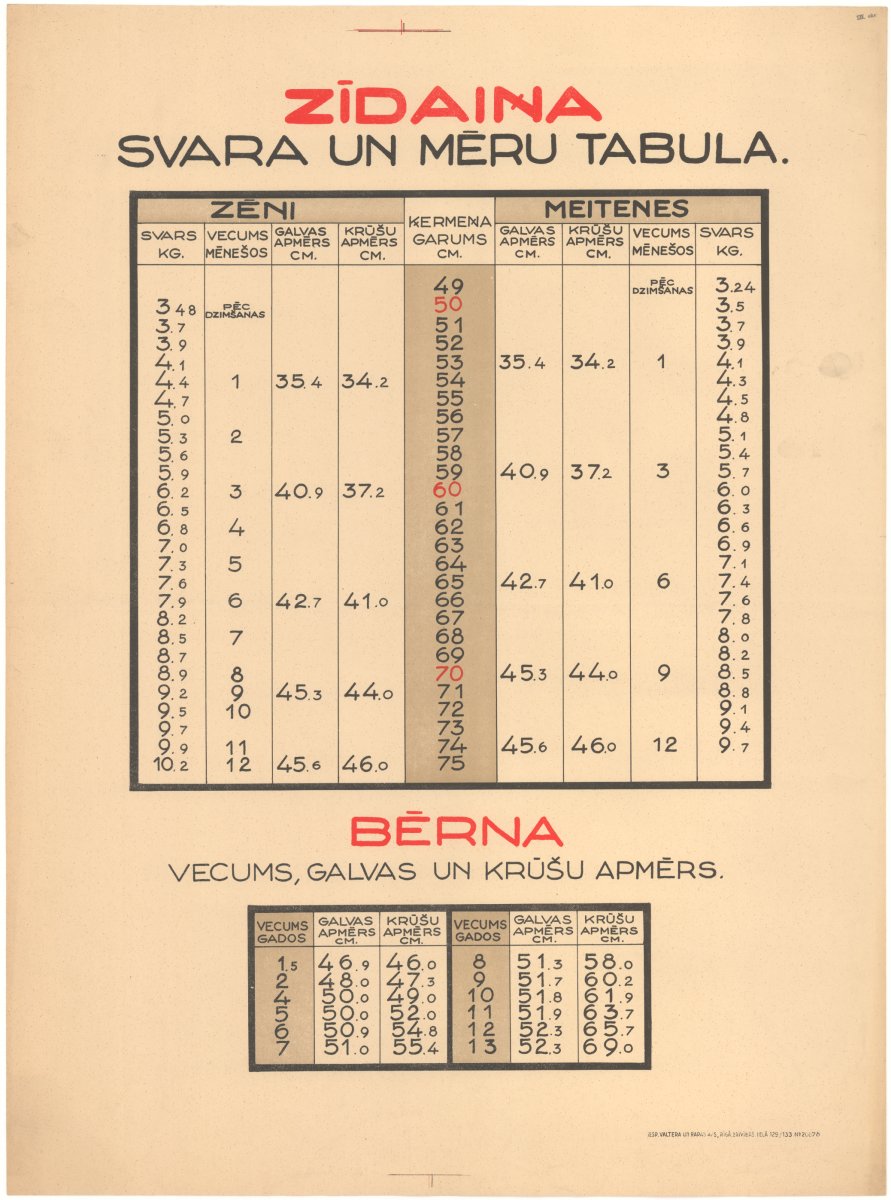 ZĪDAIŅA
SVARA UN MĒRU TABULA.
ZĒNI ĶERMEŅA GARUMS CM. MEITENES
SVARS KG. VECUMS MĒNEŠOS GALVAS APMĒRS CM. KRŪŠU APMĒRS CM. GALVAS APMĒRS CM. KRŪŠU APMĒRS CM. VECUMS MĒNEŠOS SVARS KG.
49 PĒC DZIMŠANAS 3.24
3.48 PĒC DZIMŠANAS 50 3.5
3.7 51 3.7
3.9 52 3.9
4.1 53 35.4 34.2 1 4.1
4.4 1 35.4 34.2 54 4.3
4.7 55 4.5
5.0 56 4.8
5.3 2 57 5.1
5.6 58 5.4
5.9 59 40.9 37.2 3 5.7
6.2 3 40.9 37.2 60 6.0
6.5 61 6.3
6.8 4 62 6.6
7.0 63 6.9
7.3 5 64 7.1
7.6 65 42.7 41.0 6 7.4
7.9 6 42.7 41.0 66 7.6
8.2 67 7.8
8.5 7 68 8.0
8.7 69 8.2
8.9 8 70 45.3 44.0 9 8.5
9.2 9 45.3 44.0 71 8.8
9.5 10 72 9.1
9.7 73 9.4
9.9 11 74 45.6 46.0 12 9.7
10.2 12 45.6 46.0 75
BĒRNA
VECUMS, GALVAS UN KRŪŠU APMĒRS.
VECUMS GADOS GALVAS APMĒRS CM. KRŪŠU APMĒRS CM. VECUMS GADOS GALVAS APMĒRS CM. KRŪŠU APMĒRS CM.
1.5 46.9 46.0 8 51.3 58.0
2 48.0 47.3 9 51.7 60.2
4 50.0 49.0 10 51.8 61.9
5 50.0 52.0 11 51.9 63.7
6 50.9 54.8 12 52.3 65.7
7 51.0 55.4 13 52.3 69.0
VALTERA UN RAPAS A/S, RĪGĀ BRĪVĪBAS IELĀ 129/133